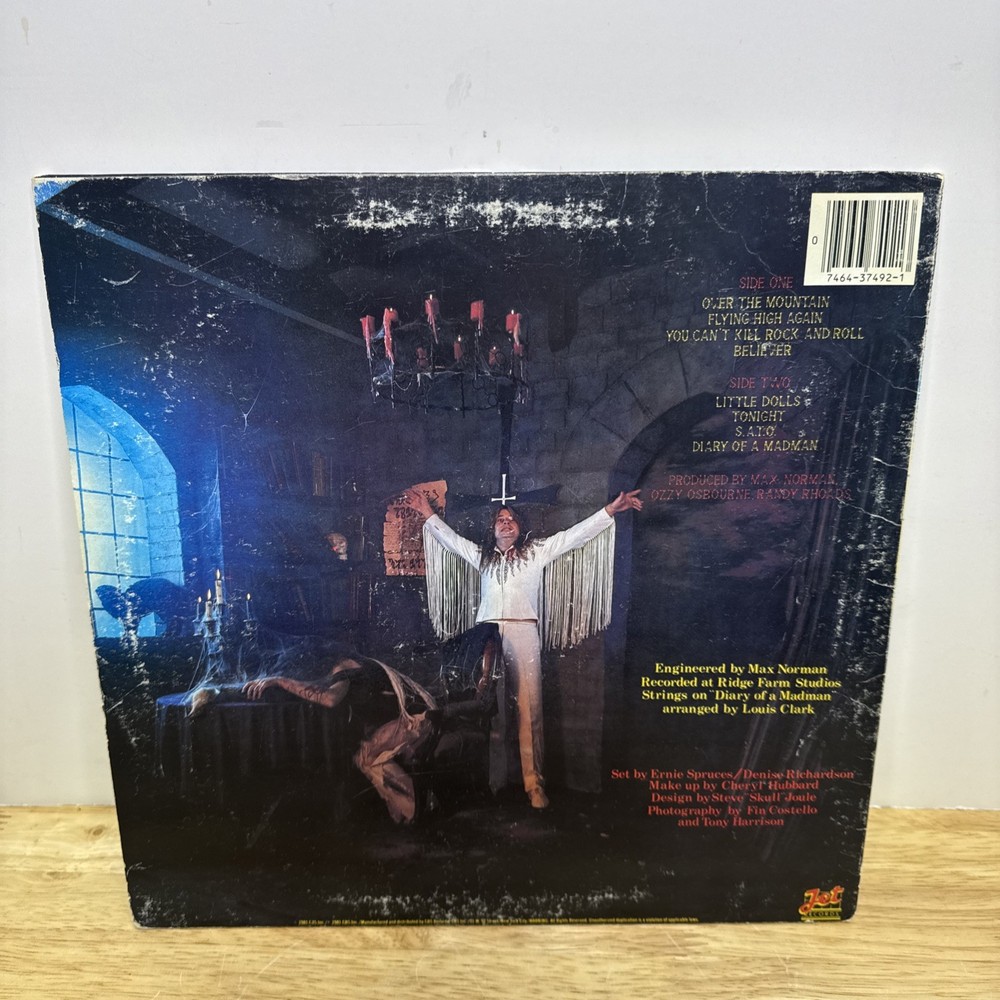 0
7464-37492-1
SIDE ONE
OVER THE MOUNTAIN
FLYING HIGH AGAIN
YOU CAN'T KILL ROCK AND ROLL
BELIEVER
SIDE TWO
LITTLE DOLLS
TONIGHT
S.A.T.O.
DIARY OF A MADMAN
PRODUCED BY MAX NORMAN,
OZZY OSBOURNE, RANDY RHOADS
Engineered by Max Norman
Recorded at Ridge Farm Studios
Strings on "Diary of a Madman"
arranged by Louis Clark
Set by Ernie Spruces/Denise Richardson
Make up by Cheryl Hubbard
Design by Steve "Skull" Joule
Photography by Fin Costello
and Tony Harrison
Jet
RECORDS